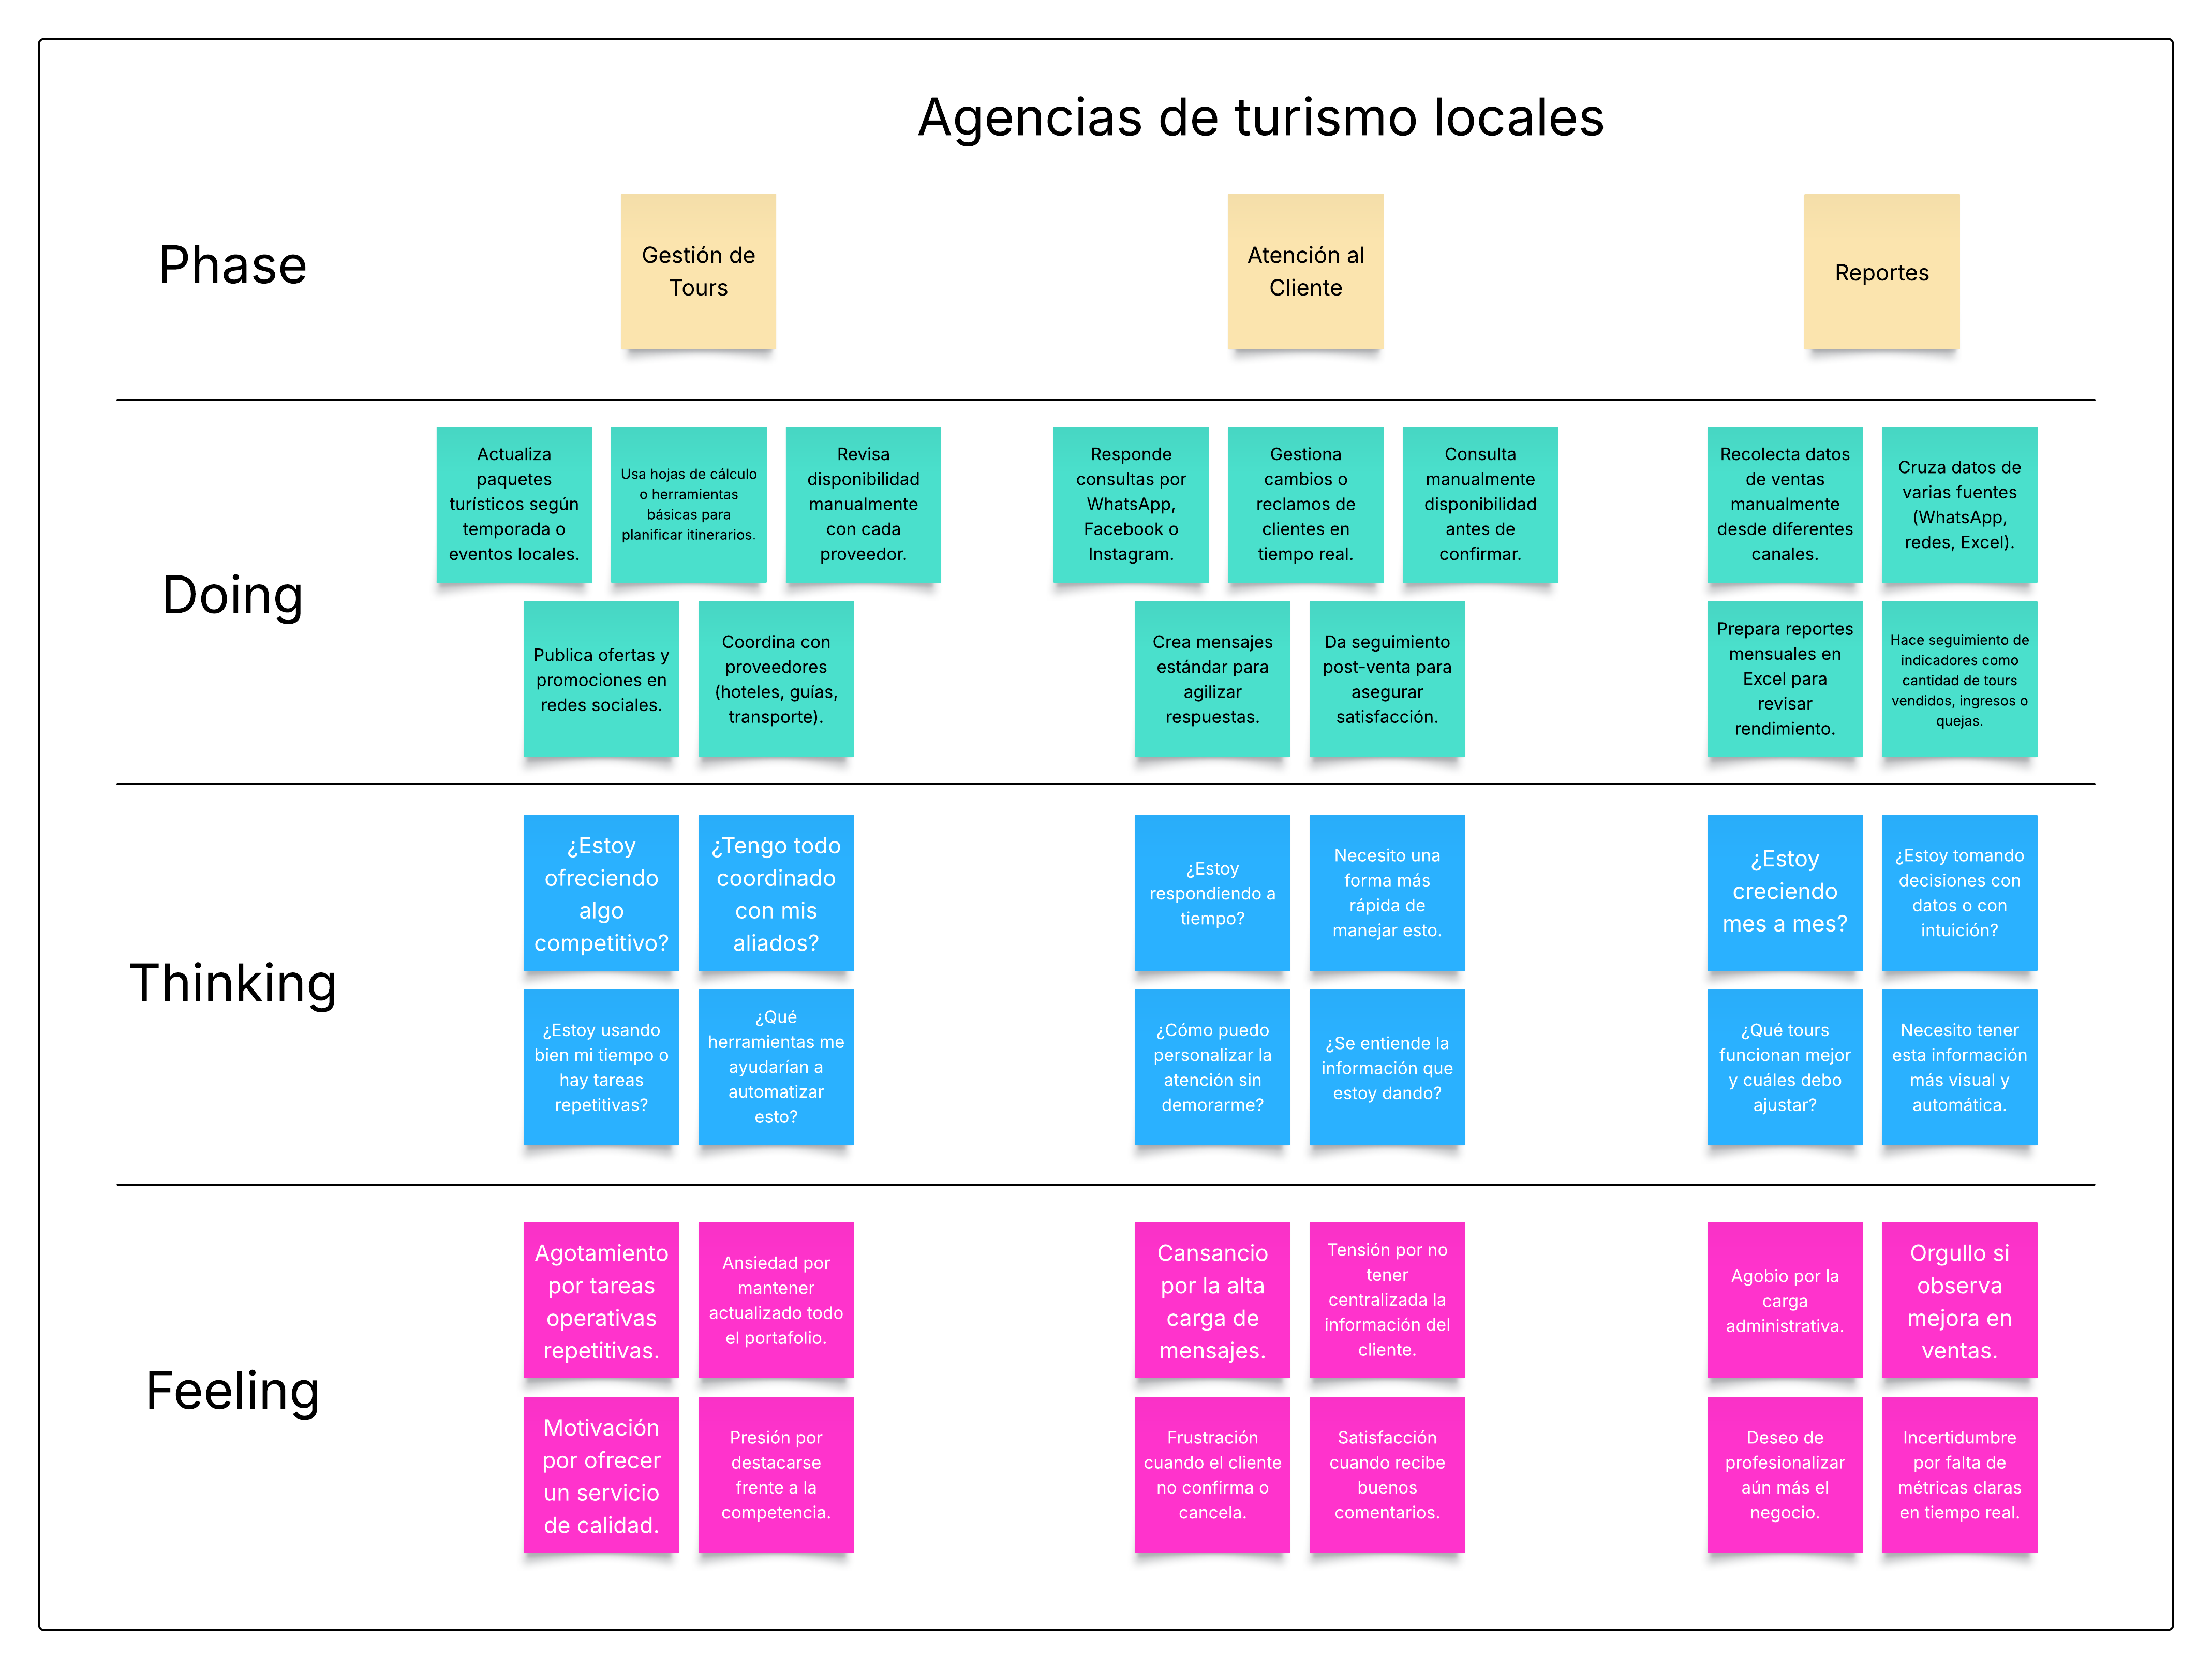 Agencias de turismo locales
Phase
Gestión de
Tours
Atención al
Cliente
Reportes
Doing
Actualiza
paquetes
turísticos según
temporada o
eventos locales.
Usa hojas de cálculo
o herramientas
básicas para
planificar itinerarios.
Revisa
disponibilidad
manualmente
con cada
proveedor.
Publica ofertas y
promociones en
redes sociales.
Coordina con
proveedores
(hoteles, guías,
transporte).
Responde
consultas por
WhatsApp,
Facebook o
Instagram.
Gestiona
cambios o
reclamos de
clientes en
tiempo real.
Consulta
manualmente
disponibilidad
antes de
confirmar.
Crea mensajes
estándar para
agilizar
respuestas.
Da seguimiento
post-venta para
asegurar
satisfacción.
Recolecta datos
de ventas
manualmente
desde diferentes
canales.
Cruza datos de
varias fuentes
(WhatsApp,
redes, Excel).
Prepara reportes
mensuales en
Excel para
revisar
rendimiento.
Hace seguimiento de
indicadores como
cantidad de tours
vendidos, ingresos o
quejas.
Thinking
¿Estoy
ofreciendo
algo
competitivo?
¿Tengo todo
coordinado
con mis
aliados?
¿Estoy usando
bien mi tiempo o
hay tareas
repetitivas?
¿Qué
herramientas me
ayudarían a
automatizar
esto?
¿Estoy
respondiendo a
tiempo?
Necesito una
forma más
rápida de
manejar esto.
¿Cómo puedo
personalizar la
atención sin
demorarme?
¿Se entiende la
información que
estoy dando?
¿Estoy
creciendo
mes a mes?
¿Estoy tomando
decisiones con
datos o con
intuición?
¿Qué tours
funcionan mejor
y cuáles debo
ajustar?
Necesito tener
esta información
más visual y
automática.
Feeling
Agotamiento
por tareas
operativas
repetitivas.
Ansiedad por
mantener
actualizado todo
el portafolio.
Motivación
por ofrecer
un servicio
de calidad.
Presión por
destacarse
frente a la
competencia.
Cansancio
por la alta
carga de
mensajes.
Tensión por no
tener
centralizada la
información del
cliente.
Frustración
cuando el cliente
no confirma o
cancela.
Satisfacción
cuando recibe
buenos
comentarios.
Agobio por la
carga
administrativa.
Orgullo si
observa
mejora en
ventas.
Deseo de
profesionalizar
aún más el
negocio.
Incertidumbre
por falta de
métricas claras
en tiempo real.